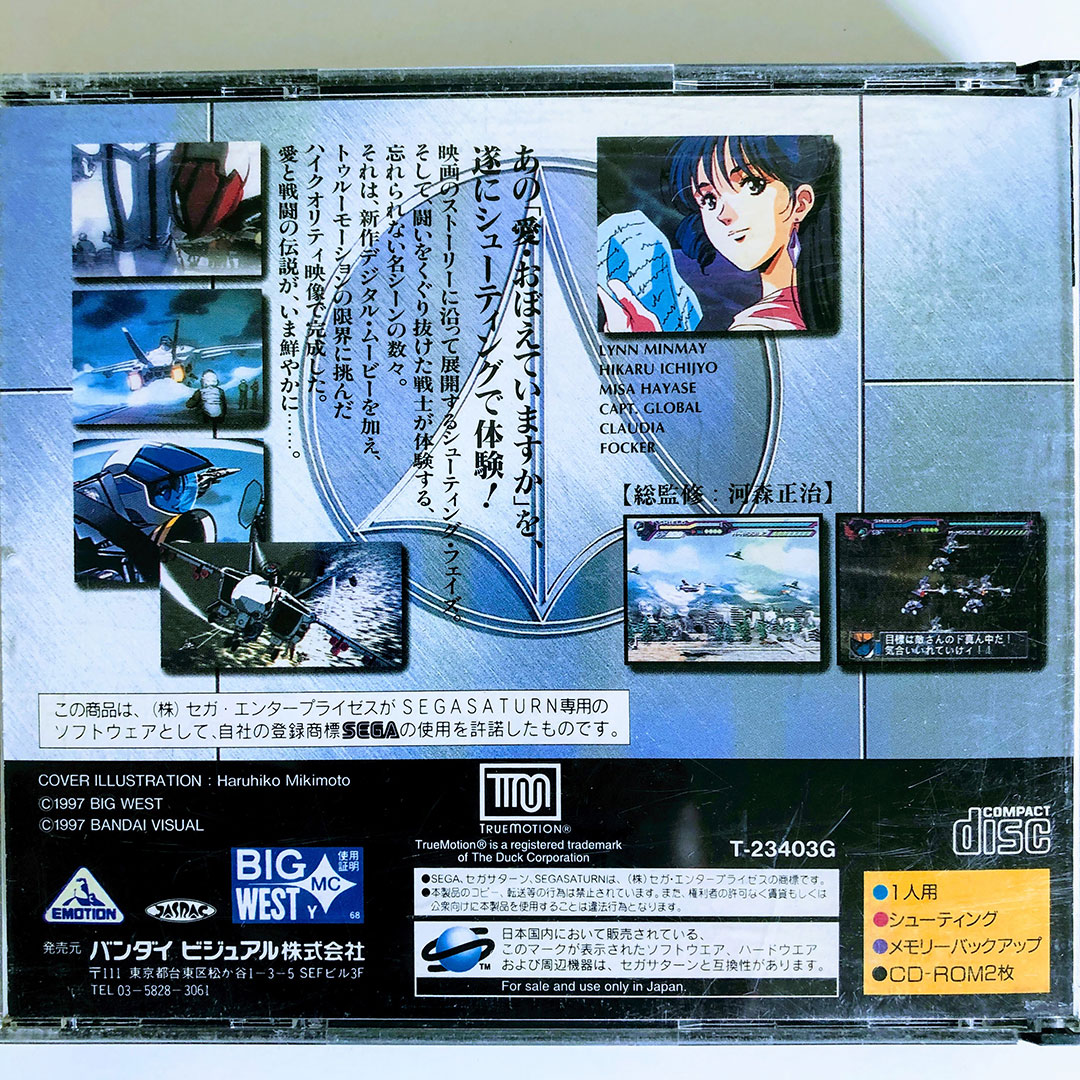 あの「愛・おぼえていますか」を、
遂にシューティングで体験！
映画のストーリーに沿って展開するシューティング・フェイズ。
そして、闘いをくぐり抜けた戦士が体験する、
忘れられない名シーンの数々。
それは、新作デジタル・ムービーを加え、
トゥルーモーションの限界に挑んだ
ハイクオリティ映像で完成した。
愛と戦闘の伝説が、いま鮮やかに……。
LYNN MINMAY
HIKARU ICHIJYO
MISA HAYASE
CAPT. GLOBAL
CLAUDIA
FOCKER
【総監修：河森正治】
SHIELD
SHIELD
目標は敵さんのド真ん中だ！
気合いいれていけィ！
この商品は、（株）セガ・エンタープライゼスがSEGASATURN専用の
ソフトウェアとして、自社の登録商標SEGAの使用を許諾したものです。
COVER ILLUSTRATION : Haruhiko Mikimoto
©1997 BIG WEST
©1997 BANDAI VISUAL
TM
TRUEMOTION®
TrueMotion® is a registered trademark
of The Duck Corporation
T-23403G
COMPACT
disc
EMOTION
JASRAC
BIG
WEST
使用
証明
MC
Y
68
発売元 バンダイ ビジュアル株式会社
〒111 東京都台東区松が谷1−3−5 SEFビル3F
TEL 03−5828−3061
●SEGA、セガサターン、SEGASATURNは、（株）セガ・エンタープライゼスの商標です。
●本製品のコピー、転送等の行為は禁止されています。また、権利者の許可なく賃貸もしくは
公衆向けに本製品を使用することは違法行為となります。
TM
日本国内において販売されている、
このマークが表示されたソフトウエア、ハードウエア
および周辺機器は、セガサターンと互換性があります。
For sale and use only in Japan.
●1人用
●シューティング
●メモリーバックアップ
●CD-ROM2枚